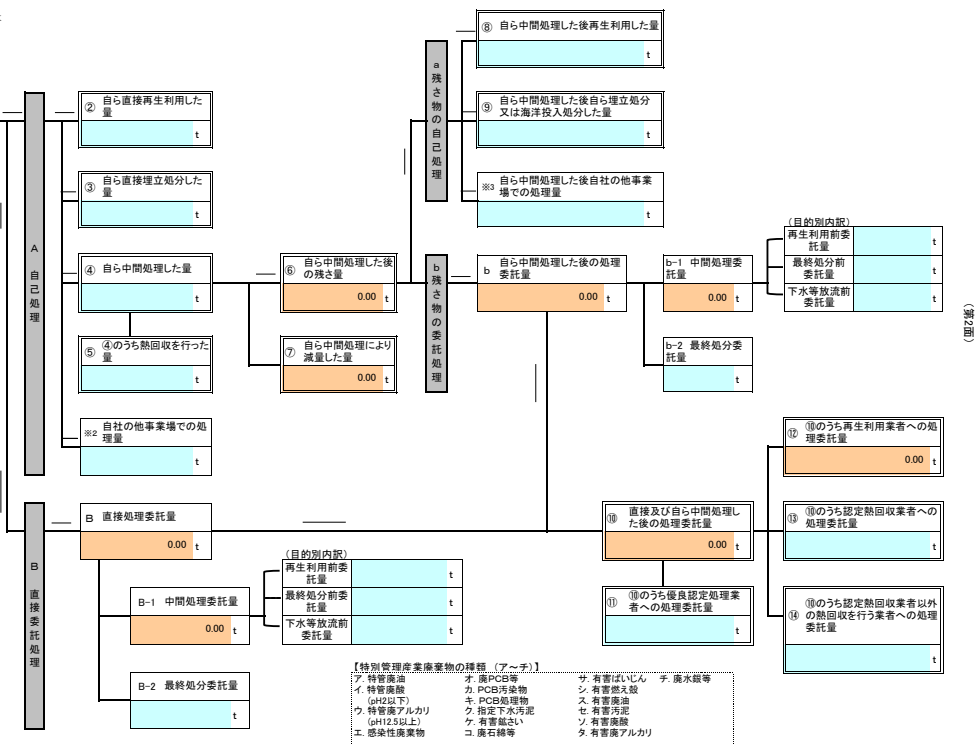 ⑧ 自ら中間処理した後再生利用した量
t
a 残さ物の自己処理
② 自ら直接再生利用した
量
t
⑨ 自ら中間処理した後自ら埋立処分
又は海洋投入処分した量
t
③ 自ら直接埋立処分した
量
t
※3 自ら中間処理した後自社の他事業
場での処理量
t
A 自己処理
④ 自ら中間処理した量
t
⑥ 自ら中間処理した後
の残さ量
0.00 t
b 残さ物の委託処理
b 自ら中間処理した後の処理
委託量
0.00 t
b-1 中間処理委
託量
0.00 t
(目的別内訳)
再生利用前委
託量
t
最終処分前
委託量
t
下水等放流前
委託量
t
(第2面)
⑤ ④のうち熱回収を行った
量
t
⑦ 自ら中間処理により
減量した量
0.00 t
b-2 最終処分委
託量
t
※2 自社の他事業場での処
理量
t
⑫ ⑩のうち再生利用業者への処
理委託量
0.00 t
B 直接委託処理
B 直接処理委託量
0.00 t
⑩ 直接及び自ら中間処理し
た後の処理委託量
0.00 t
⑬ ⑩のうち認定熱回収業者への
処理委託量
t
(目的別内訳)
再生利用前委
託量
t
最終処分前委
託量
t
下水等放流前
委託量
t
B-1 中間処理委託量
0.00 t
⑪ ⑩のうち優良認定処理業
者への処理委託量
t
⑭ ⑩のうち認定熱回収業者以外
の熱回収を行う業者への処理
委託量
t
B-2 最終処分委託量
t
【特別管理産業廃棄物の種類 (ア～チ)】
ア. 特管廃油 オ. 廃PCB等 サ. 有害ばいじん チ. 廃水銀等
イ. 特管廃酸 カ. PCB汚染物 シ. 有害燃え殻
(pH2以下) キ. PCB処理物 ス. 有害廃油
ウ. 特管廃アルカリ ク. 指定下水汚泥 セ. 有害汚泥
(pH12.5以上) ケ. 有害鉱さい ソ. 有害廃酸
エ. 感染性廃棄物 コ. 廃石綿等 タ. 有害廃アルカリ